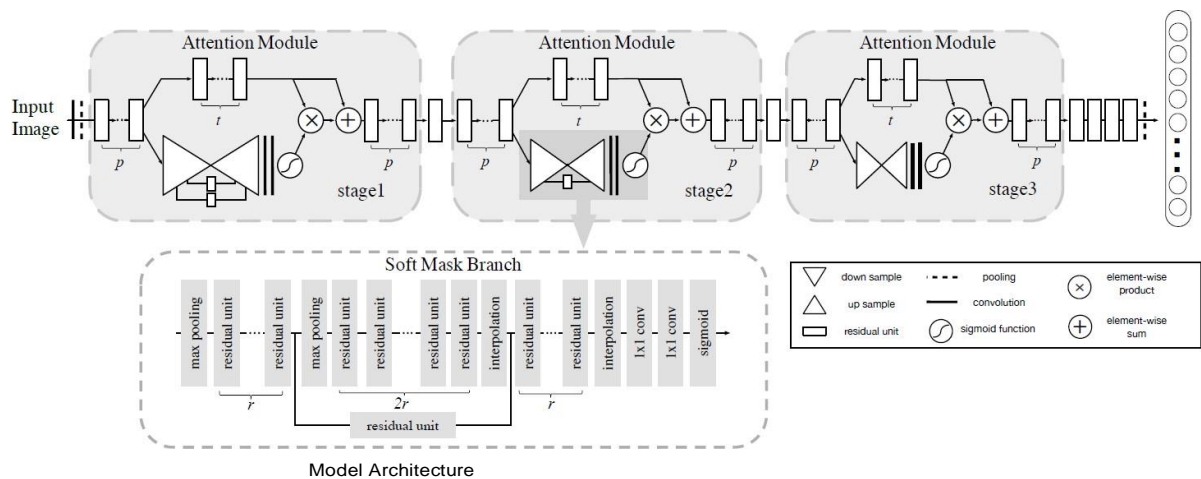 Attention Module
Attention Module
Attention Module
Input
Image
t
t
t
p
p
p
p
p
p
stage1
stage2
stage3
Soft Mask Branch
max pooling
residual unit
residual unit
max pooling
residual unit
residual unit
residual unit
residual unit
interpolation
residual unit
residual unit
interpolation
1x1 conv
1x1 conv
sigmoid
r
2r
r
residual unit
down sample
up sample
residual unit
pooling
convolution
sigmoid function
element-wise
product
element-wise
sum
Model Architecture